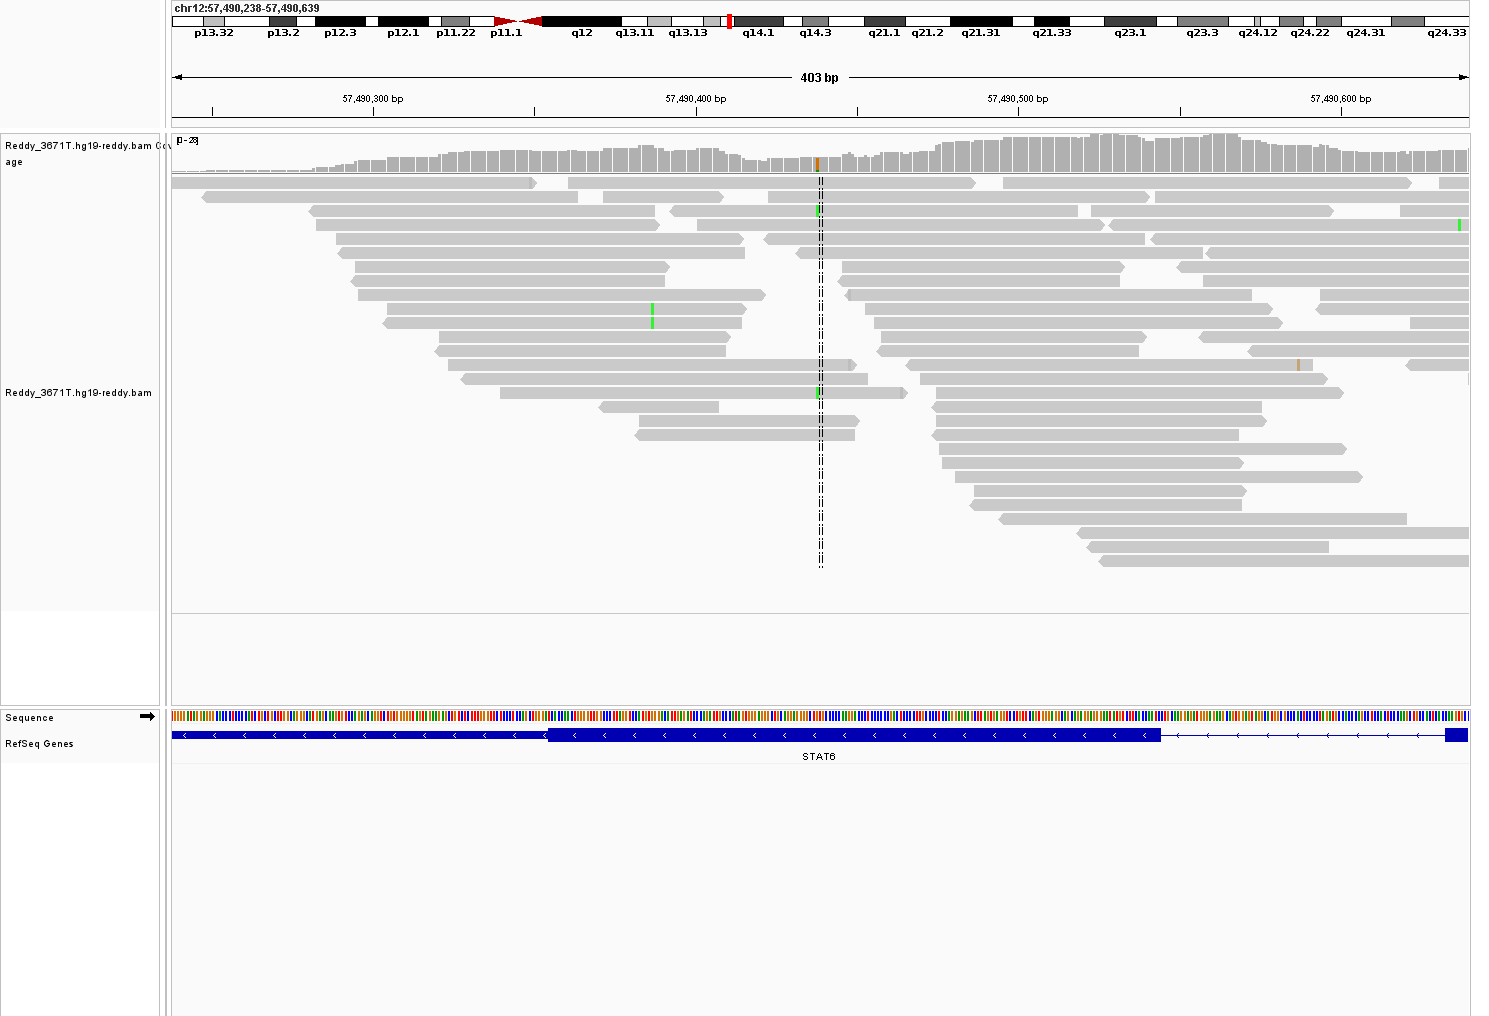 chr12:57,490,238-57,490,639
p13.32 p13.2 p12.3 p12.1 p11.22 p11.1 q12 q13.11 q13.13 q14.1 q14.3 q21.1 q21.2 q21.31 q21.33 q23.1 q23.3 q24.12 q24.22 q24.31 q24.33
403 bp
57,490,300 bp 57,490,400 bp 57,490,500 bp 57,490,600 bp
[0 - 28]
Reddy_3671T.hg19-reddy.bam Cov
age
Reddy_3671T.hg19-reddy.bam
Sequence
RefSeq Genes
STAT6